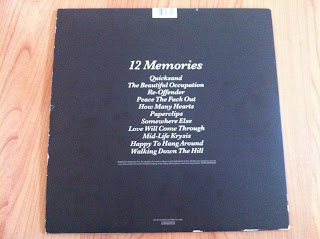 12 Memories
Quicksand
The Beautiful Occupation
Re-Offender
Peace The Fuck Out
How Many Hearts
Paperclips
Somewhere Else
Love Will Come Through
Mid-Life Krysis
Happy To Hang Around
Walking Down The Hill